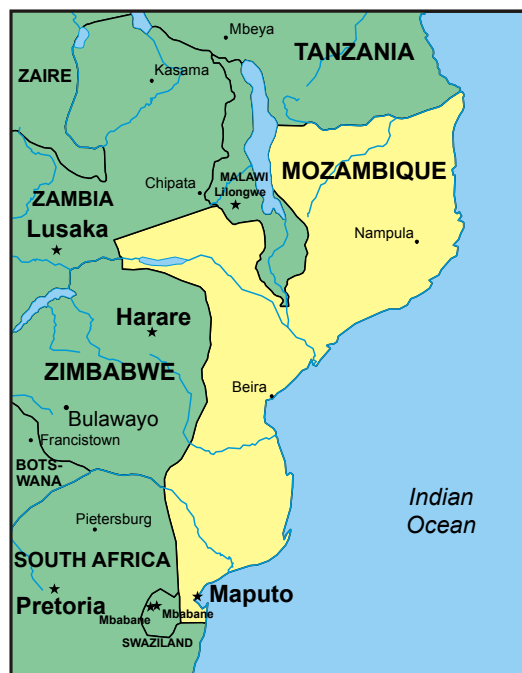 Mbeya
TANZANIA
Kasama
ZAIRE
MOZAMBIQUE
MALAWI
Lilongwe
Chipata
ZAMBIA
Lusaka
Nampula
Harare
ZIMBABWE
Beira
Bulawayo
Francistown
BOTS-
WANA
Indian
Ocean
Pietersburg
SOUTH AFRICA
Pretoria
Maputo
Mbabane
Mbabane
SWAZILAND